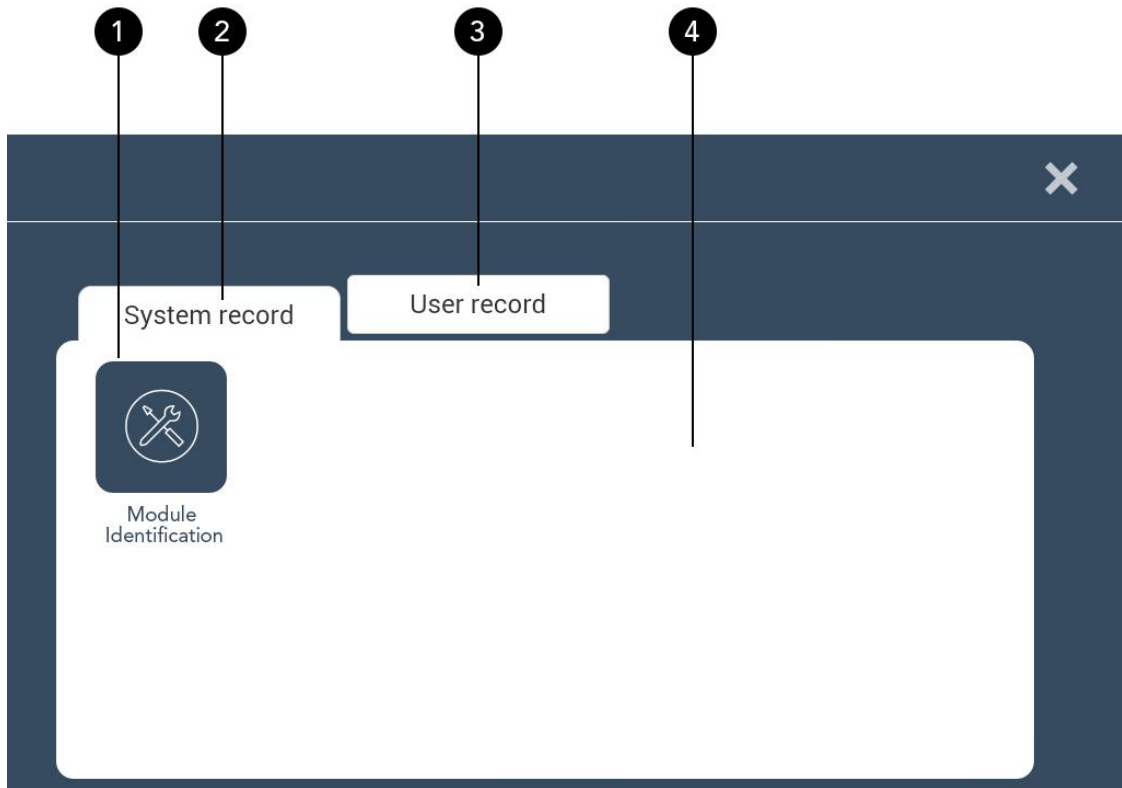 1 2 3 4
System record
User record
Module
Identification